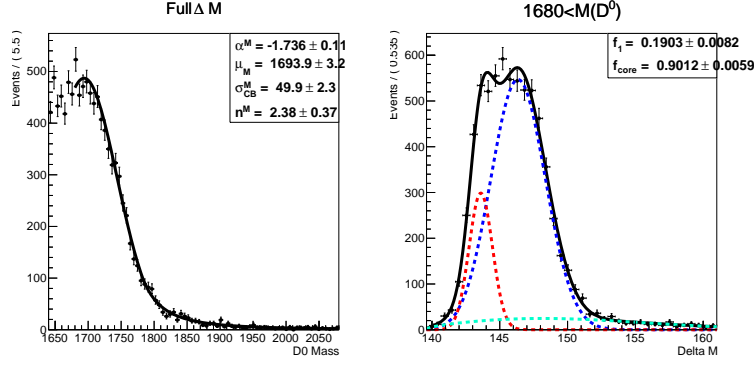 Full Δ M
α^M = -1.736 ± 0.11
μ_M = 1693.9 ± 3.2
σ^M_CB = 49.9 ± 2.3
n^M = 2.38 ± 0.37
Events / ( 5.5 )
500
400
300
200
100
0
1650 1700 1750 1800 1850 1900 1950 2000 2050
D0 Mass
1680<M(D⁰)
f_1 = 0.1903 ± 0.0082
f_core = 0.9012 ± 0.0059
Events / ( 0.535 )
600
500
400
300
200
100
0
140 145 150 155 160
Delta M